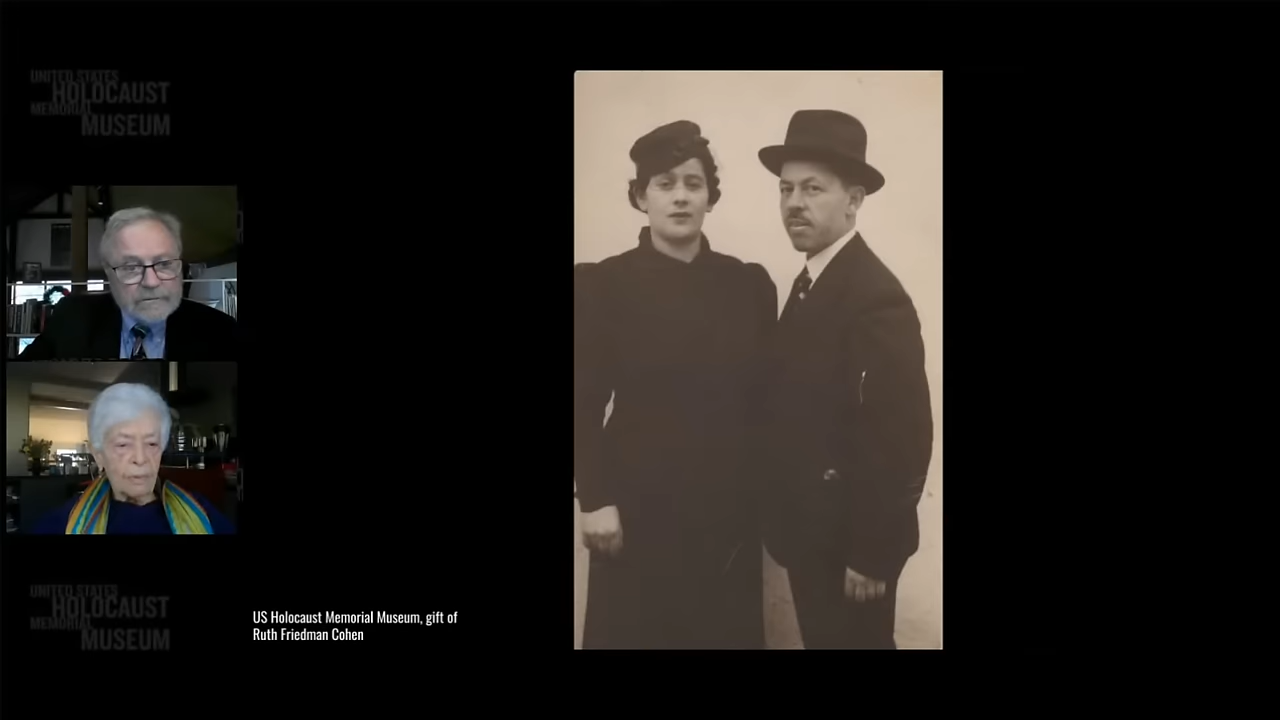 UNITED STATES
HOLOCAUST
MEMORIAL
MUSEUM
US Holocaust Memorial Museum, gift of
Ruth Friedman Cohen
UNITED STATES
HOLOCAUST
MEMORIAL
MUSEUM